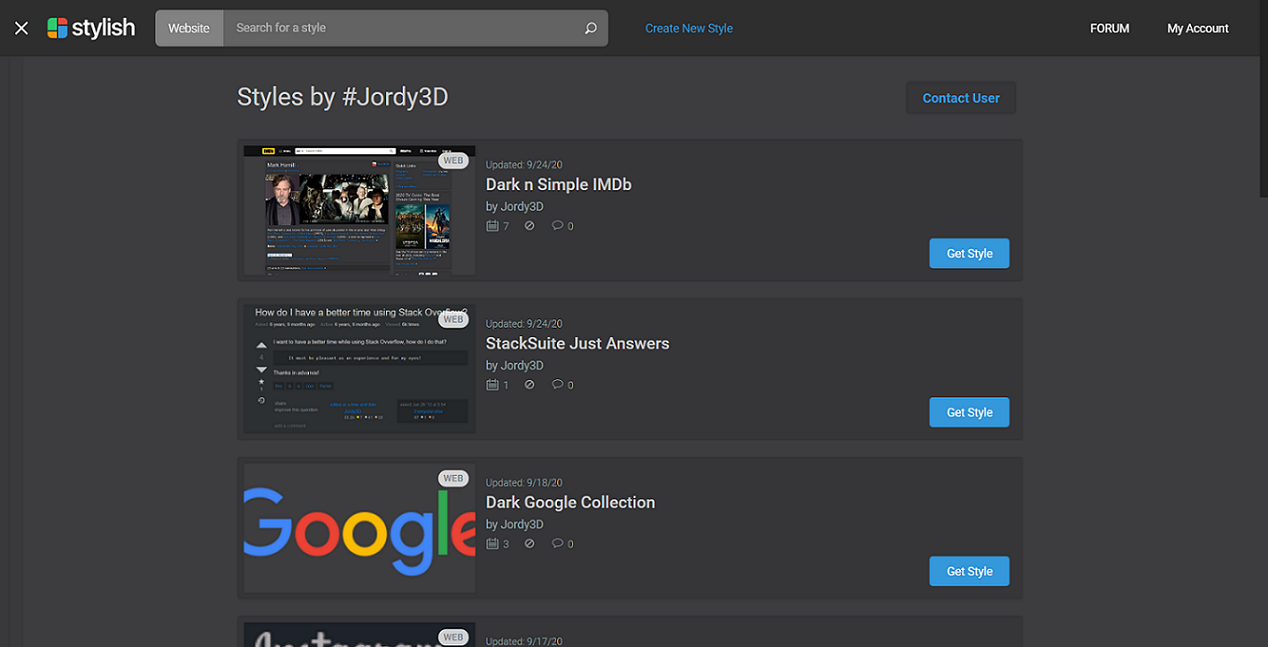 stylish
Website
Search for a style
Create New Style
FORUM
My Account
Styles by #Jordy3D
Contact User
WEB
Mark Hamill
Updated: 9/24/20
Dark n Simple IMDb
by Jordy3D
7
0
Get Style
How do I have a better time using Stack Overflow?
WEB
I want to have a better time while using Stack Overflow, how do I do that?
It must be pleasant as an experience and for my eyes!
Thanks in advance!
Updated: 9/24/20
StackSuite Just Answers
by Jordy3D
1
0
Get Style
WEB
Google
Updated: 9/18/20
Dark Google Collection
by Jordy3D
3
0
Get Style
WEB
Instagram
Updated: 9/17/20